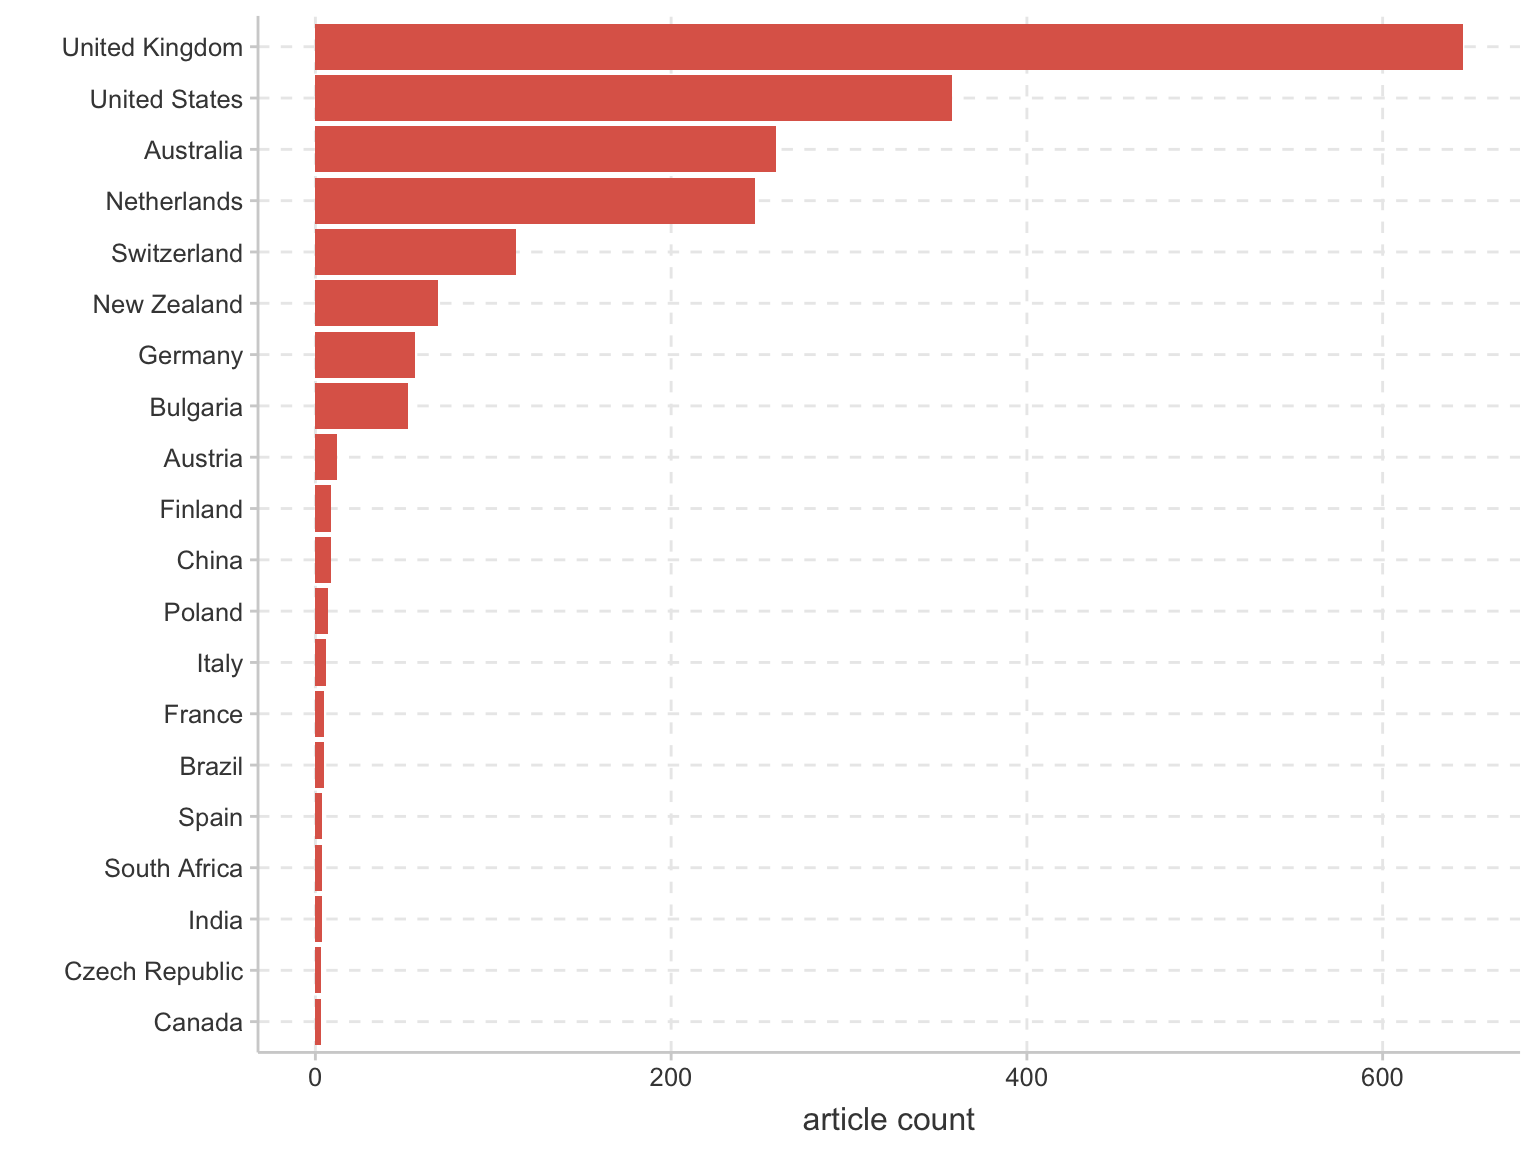 United Kingdom
United States
Australia
Netherlands
Switzerland
New Zealand
Germany
Bulgaria
Austria
Finland
China
Poland
Italy
France
Brazil
Spain
South Africa
India
Czech Republic
Canada
0 200 400 600
article count